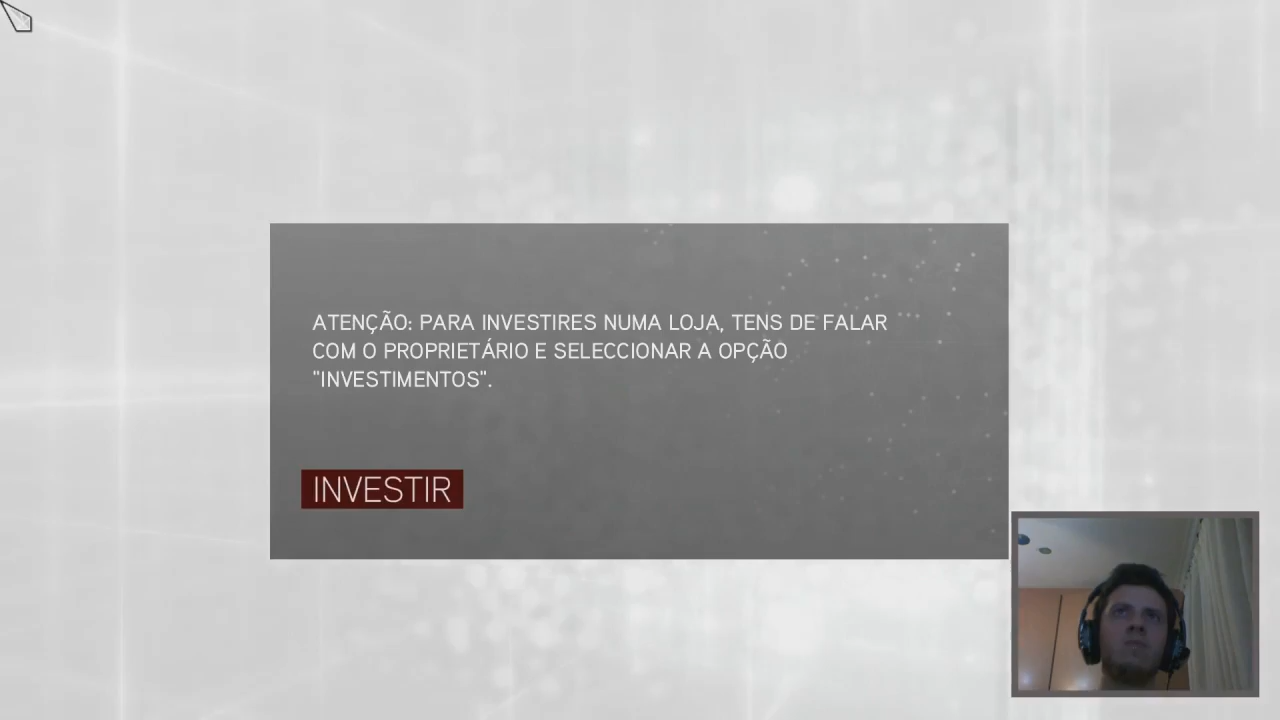 ATENÇÃO: PARA INVESTIRES NUMA LOJA, TENS DE FALAR
COM O PROPRIETÁRIO E SELECCIONAR A OPÇÃO
"INVESTIMENTOS".
INVESTIR